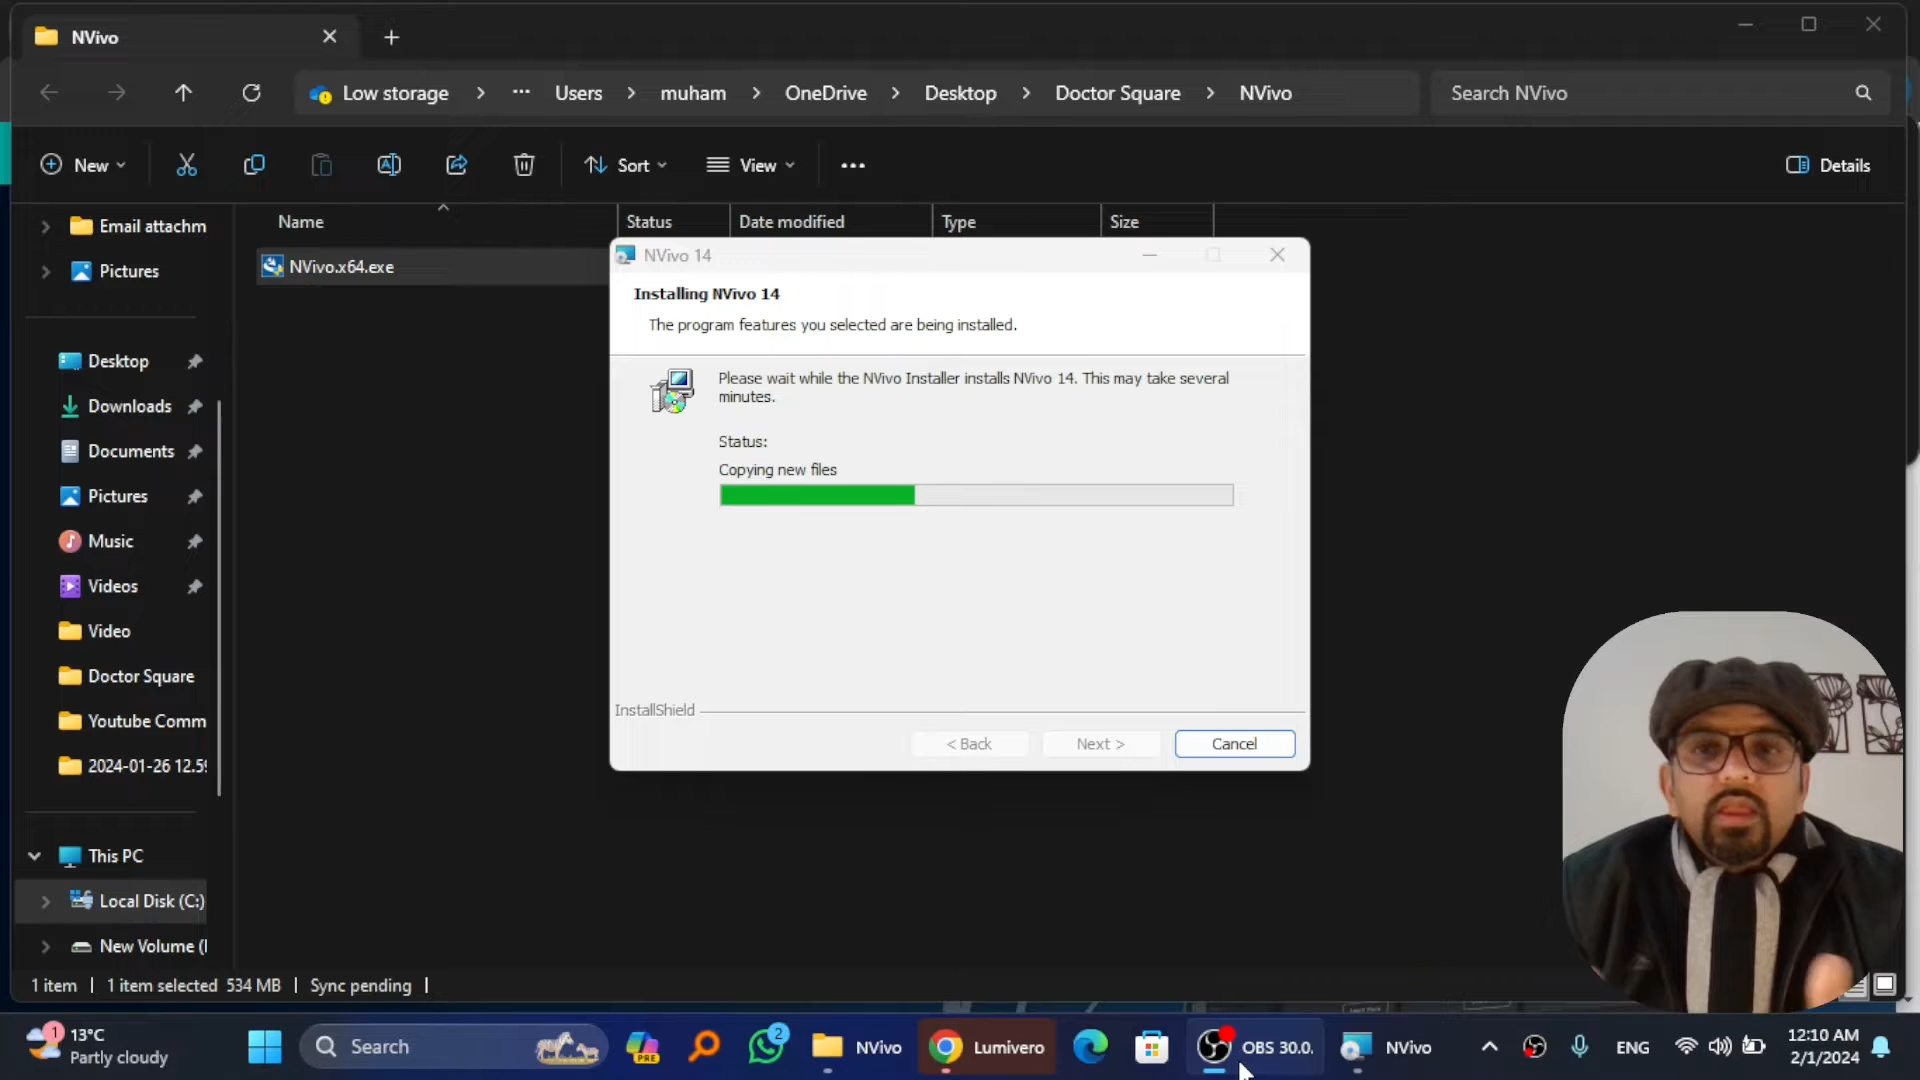 NVivo
Low storage
Users
muham
OneDrive
Desktop
Doctor Square
NVivo
Search NVivo
New
Sort
View
Details
Email attachm
Pictures
Name
Status
Date modified
Type
Size
NVivo.x64.exe
NVivo 14
Installing NVivo 14
The program features you selected are being installed.
Please wait while the NVivo Installer installs NVivo 14. This may take several
minutes.
Status:
Copying new files
InstallShield
< Back
Next >
Cancel
Desktop
Downloads
Documents
Pictures
Music
Videos
Video
Doctor Square
Youtube Comm
2024-01-26 12.59
This PC
Local Disk (C:)
New Volume (
1 item
1 item selected 534 MB
Sync pending
1
13°C
Partly cloudy
Search
PRE
2
NVivo
Lumivero
OBS 30.0.
NVivo
ENG
12:10 AM
2/1/2024